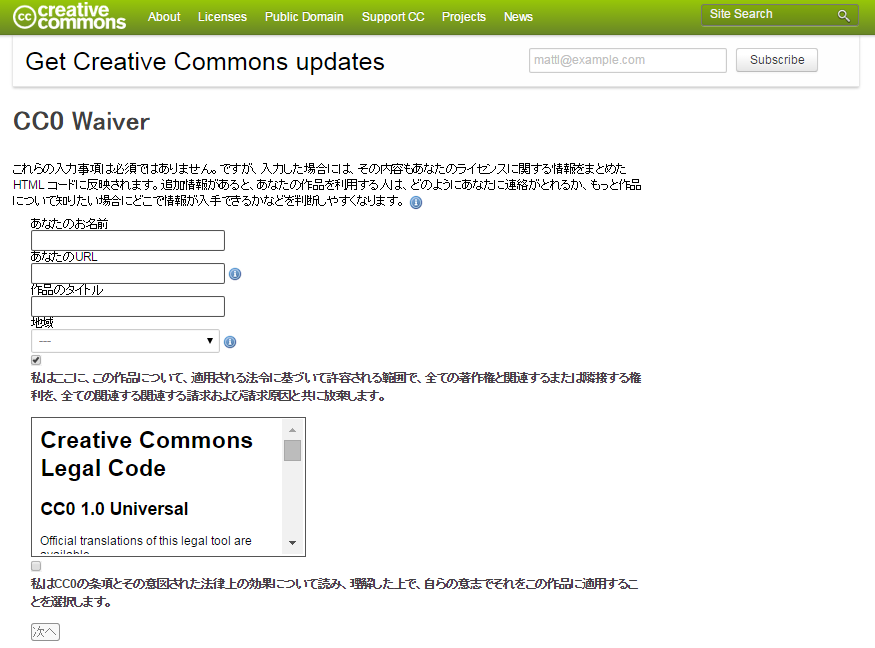 cc creative commons
About Licenses Public Domain Support CC Projects News
Site Search
Get Creative Commons updates
mattl@example.com
Subscribe
CC0 Waiver
これらの入力事項は必須ではありません。ですが、入力した場合には、その内容もあなたのライセンスに関する情報をまとめた
HTML コードに反映されます。追加情報があると、あなたの作品を利用する人は、どのようにあなたに連絡がとれるか、もっと作品
について知りたい場合にどこで情報が入手できるかなどを判断しやすくなります。
あなたのお名前
あなたのURL
作品のタイトル
地域
---
私はここに、この作品について、適用される法令に基づいて許容される範囲で、全ての著作権と関連するまたは隣接する権
利を、全ての関連する関連する請求および請求原因と共に放棄します。
Creative Commons
Legal Code
CC0 1.0 Universal
Official translations of this legal tool are
available
私はCC0の条項とその意図された法律上の効果について読み、理解した上で、自らの意志でそれをこの作品に適用するこ
とを選択します。
次へ